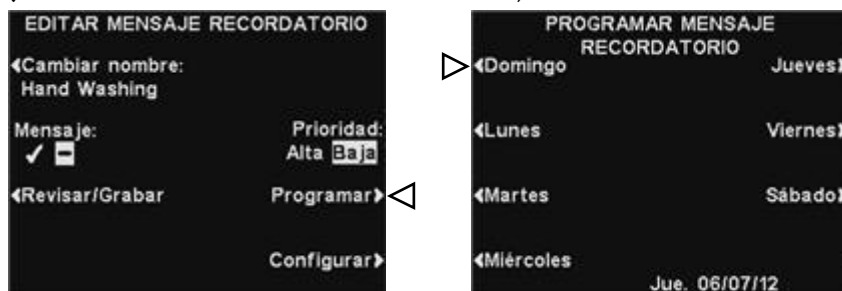 EDITAR MENSAJE RECORDATORIO
Cambiar nombre:
Hand Washing
Mensaje: Prioridad:
✓ – Alta Baja
Revisar/Grabar Programar
Configurar
PROGRAMAR MENSAJE
RECORDATORIO
Domingo Jueves
Lunes Viernes
Martes Sábado
Miércoles
Jue. 06/07/12